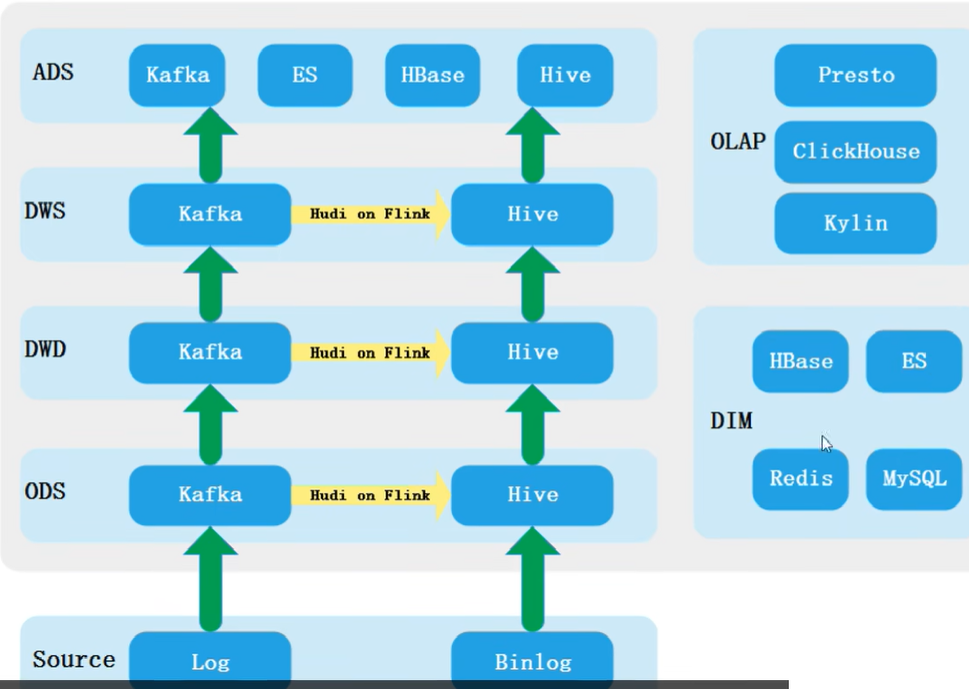 ADS
Kafka
ES
HBase
Hive
DWS
Kafka
Hudi on Flink
Hive
DWD
Kafka
Hudi on Flink
Hive
ODS
Kafka
Hudi on Flink
Hive
Source
Log
Binlog
OLAP
Presto
ClickHouse
Kylin
DIM
HBase
ES
Redis
MySQL